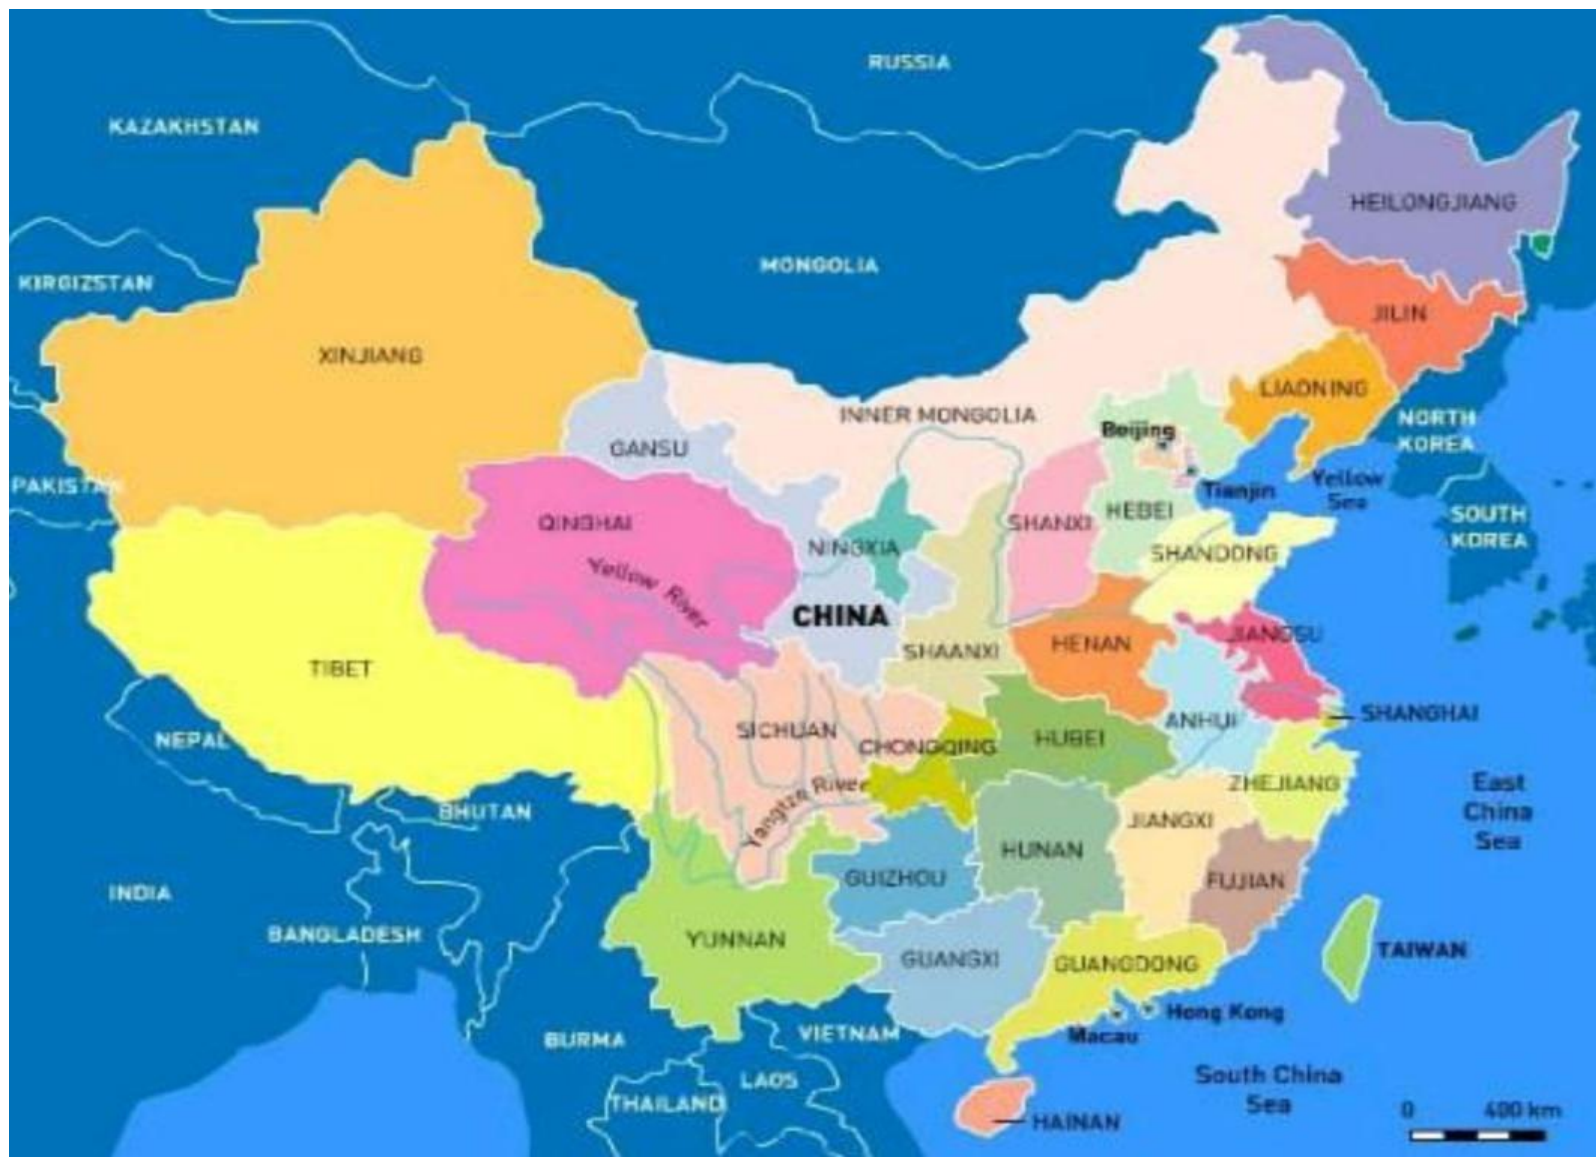 RUSSIA
KAZAKHSTAN
HEILONGJIANG
MONGOLIA
KIRGIZSTAN
JILIN
XINJIANG
LIAONING
INNER MONGOLIA
NORTH
KOREA
Beijing
GANSU
Yellow
Sea
Tianjin
PAKISTAN
HEBEI
SHANXI
SOUTH
KOREA
QINGHAI
NINGXIA
SHANDONG
Yellow River
CHINA
JIANGSU
HENAN
SHAANXI
TIBET
SHANGHAI
ANHUI
SICHUAN
HUBEI
CHONGQING
NEPAL
ZHEJIANG
East
China
Sea
Yangtze River
BHUTAN
JIANGXI
HUNAN
GUIZHOU
FUJIAN
INDIA
BANGLADESH
YUNNAN
TAIWAN
GUANGXI
GUANGDONG
Hong Kong
Macau
VIETNAM
BURMA
South China
Sea
LAOS
THAILAND
HAINAN
0 400 km